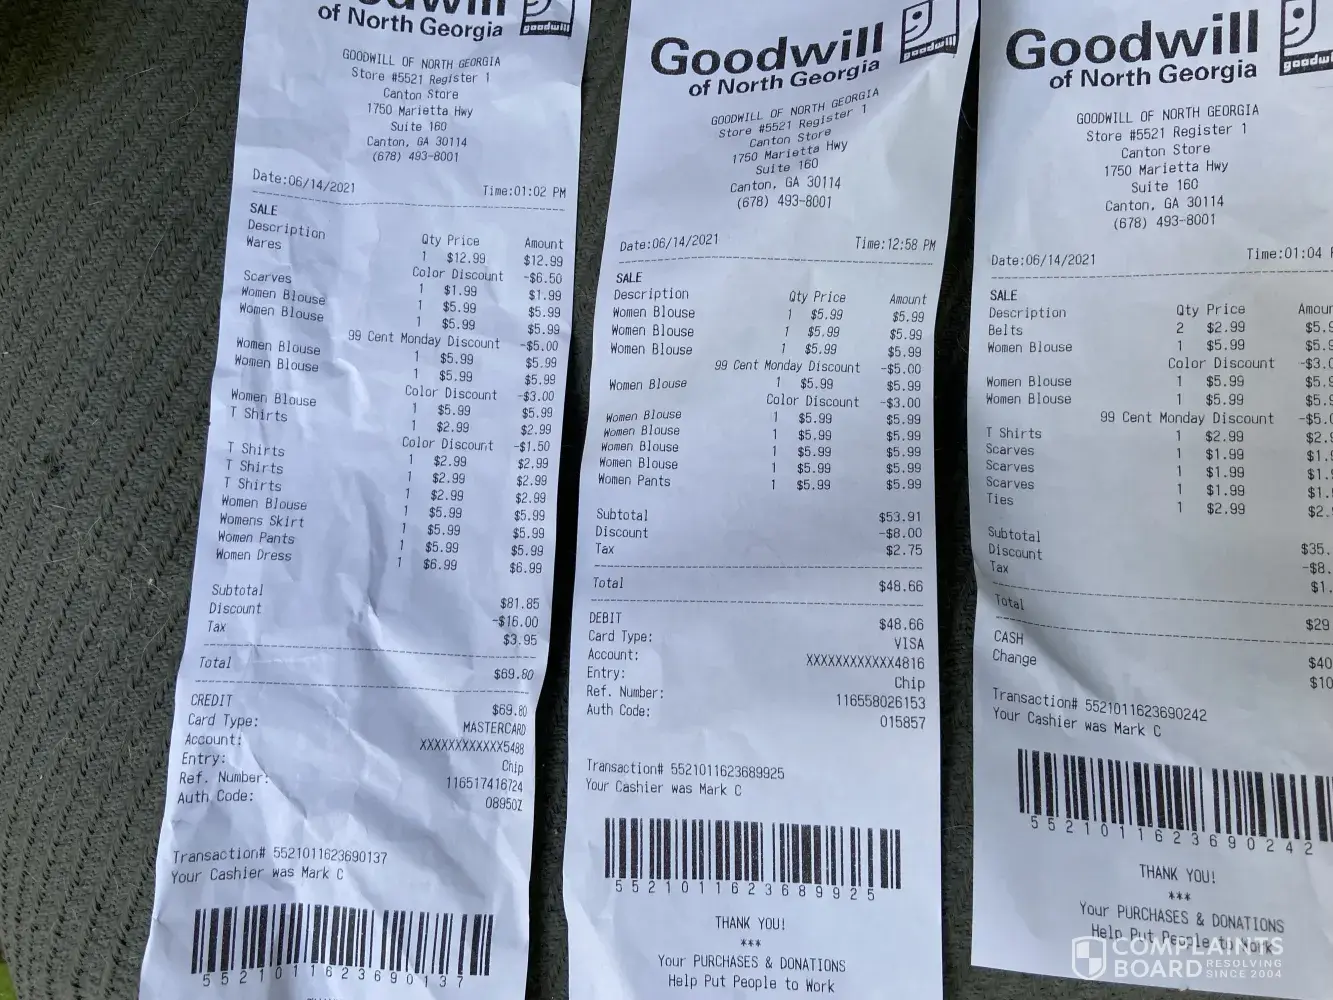 of North Georgia
goodwill
GOODWILL OF NORTH GEORGIA
Store #5521 Register 1
Canton Store
1750 Marietta Hwy
Suite 160
Canton, GA 30114
(678) 493-8001
Date:06/14/2021 Time:01:02 PM
SALE
Description Qty Price Amount
Wares 1 $12.99 $12.99
Color Discount -$6.50
Scarves 1 $1.99 $1.99
Women Blouse 1 $5.99 $5.99
Women Blouse 1 $5.99 $5.99
99 Cent Monday Discount -$5.00
Women Blouse 1 $5.99 $5.99
Women Blouse 1 $5.99 $5.99
Color Discount -$3.00
Women Blouse 1 $5.99 $5.99
T Shirts 1 $2.99 $2.99
Color Discount -$1.50
T Shirts 1 $2.99 $2.99
T Shirts 1 $2.99 $2.99
T Shirts 1 $2.99 $2.99
Women Blouse 1 $5.99 $5.99
Womens Skirt 1 $5.99 $5.99
Women Pants 1 $5.99 $5.99
Women Dress 1 $6.99 $6.99
Subtotal $81.85
Discount -$16.00
Tax $3.95
Total $69.80
CREDIT $69.80
Card Type: MASTERCARD
Account: XXXXXXXXXXXX5488
Entry: Chip
Ref. Number: 116517416724
Auth Code: 08950Z
Transaction# 5521011623690137
Your Cashier was Mark C
5521011623690137
Goodwill
of North Georgia
goodwill
GOODWILL OF NORTH GEORGIA
Store #5521 Register 1
Canton Store
1750 Marietta Hwy
Suite 160
Canton, GA 30114
(678) 493-8001
Date:06/14/2021 Time:12:58 PM
SALE
Description Qty Price Amount
Women Blouse 1 $5.99 $5.99
Women Blouse 1 $5.99 $5.99
Women Blouse 1 $5.99 $5.99
99 Cent Monday Discount -$5.00
Women Blouse 1 $5.99 $5.99
Color Discount -$3.00
Women Blouse 1 $5.99 $5.99
Women Blouse 1 $5.99 $5.99
Women Blouse 1 $5.99 $5.99
Women Blouse 1 $5.99 $5.99
Women Pants 1 $5.99 $5.99
Subtotal $53.91
Discount -$8.00
Tax $2.75
Total $48.66
DEBIT $48.66
Card Type: VISA
Account: XXXXXXXXXXXX4816
Entry: Chip
Ref. Number: 116558026153
Auth Code: 015857
Transaction# 5521011623689925
Your Cashier was Mark C
5521011623689925
THANK YOU!
***
Your PURCHASES & DONATIONS
Help Put People to Work
Goodwill
of North Georgia
GOODWILL OF NORTH GEORGIA
Store #5521 Register 1
Canton Store
1750 Marietta Hwy
Suite 160
Canton, GA 30114
(678) 493-8001
Date:06/14/2021 Time:01:04
SALE
Description Qty Price
Belts 2 $2.99
Women Blouse 1 $5.99
Color Discount
Women Blouse 1 $5.99
Women Blouse 1 $5.99
99 Cent Monday Discount
T Shirts 1 $2.99
Scarves 1 $1.99
Scarves 1 $1.99
Scarves 1 $1.99
Ties 1 $2.99
Subtotal $35.
Discount -$8.
Tax $1.
Total $29
CASH $40
Change $10
Transaction# 5521011623690242
Your Cashier was Mark C
5521011623690242
THANK YOU!
***
Your PURCHASES & DONATIONS
Help Put People to Work
COMPLAINTS
BOARD RESOLVING
SINCE 2004